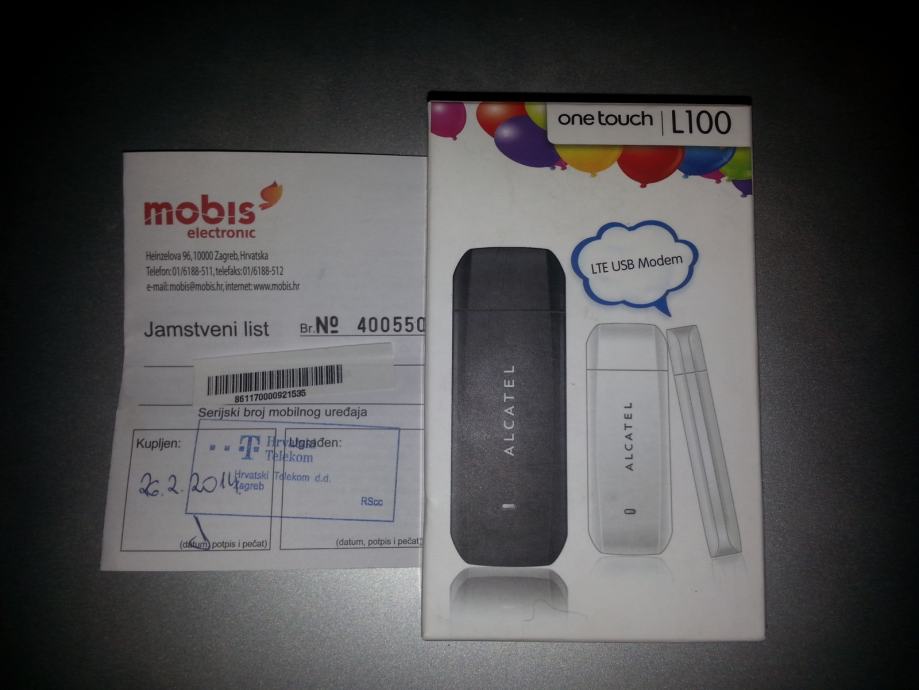 mobis
electronic
Heinzelova 96, 10000 Zagreb, Hrvatska
Telefon: 01/6188-511, telefaks: 01/6188-512
e-mail: mobis@mobis.hr, internet: www.mobis.hr
Jamstveni list
Br. Nº 400550
861170000921535
Serijski broj mobilnog uređaja
Kupljen:
26.2.2014.
(datum, potpis i pečat)
Ugrađen:
(datum, potpis i pečat)
T Hrvatski
Telekom
Hrvatski Telekom d.d.
Zagreb
RScc
one touch | L100
LTE USB Modem
ALCATEL
ALCATEL